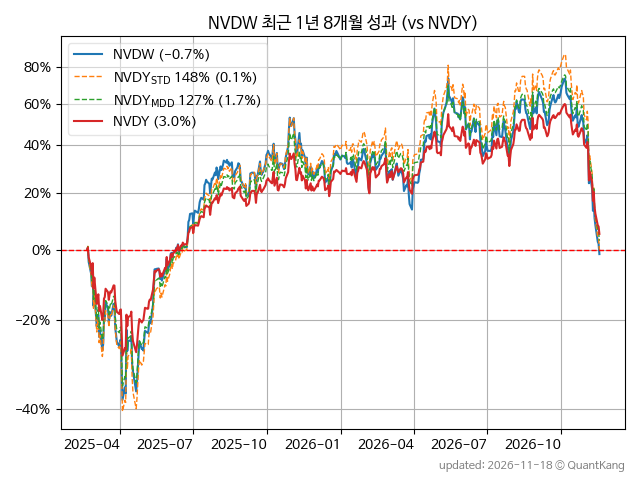 NVDW 최근 1년 8개월 성과 (vs NVDY)
NVDW (−0.7%)
NVDYSTD 148% (0.1%)
NVDYMDD 127% (1.7%)
NVDY (3.0%)
80%
60%
40%
20%
0%
−20%
−40%
2025−04 2025−07 2025−10 2026−01 2026−04 2026−07 2026−10
updated: 2026−11−18 © QuantKang